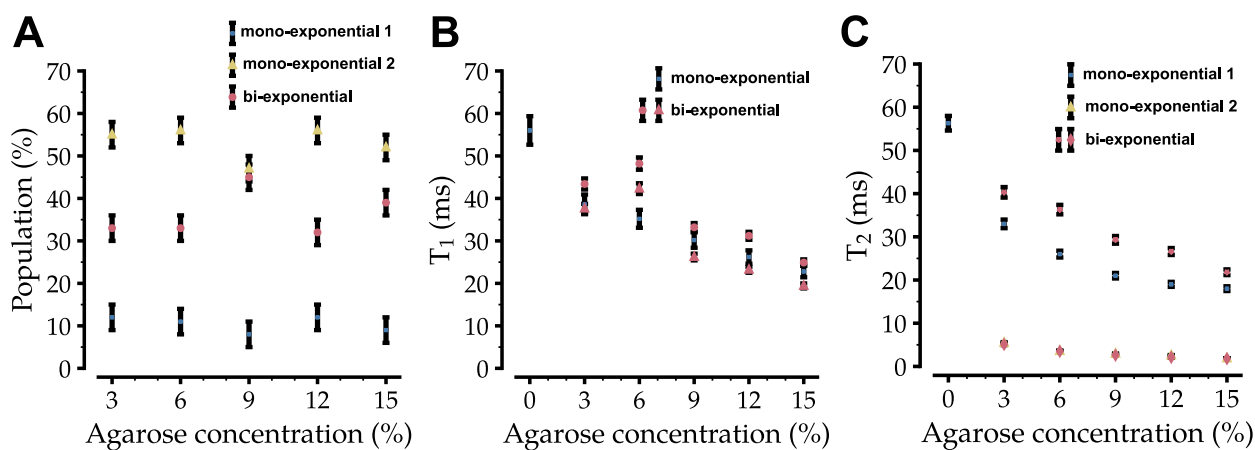 A
mono-exponential 1
mono-exponential 2
bi-exponential
Population (%)
70
60
50
40
30
20
10
0
3 6 9 12 15
Agarose concentration (%)
B
mono-exponential
bi-exponential
T1 (ms)
70
60
50
40
30
20
10
0
0 3 6 9 12 15
Agarose concentration (%)
C
mono-exponential 1
mono-exponential 2
bi-exponential
T2 (ms)
70
60
50
40
30
20
10
0
0 3 6 9 12 15
Agarose concentration (%)